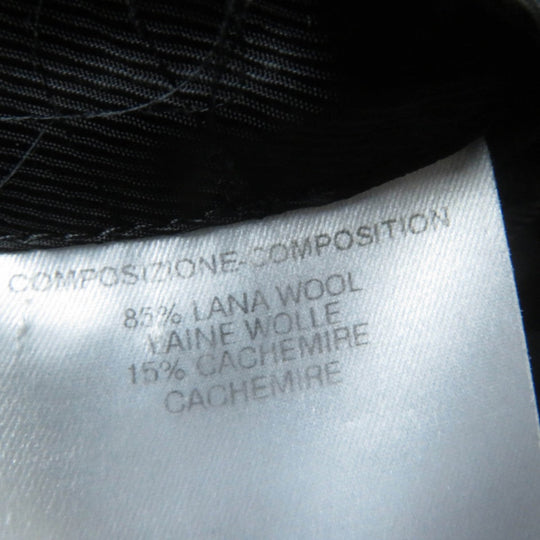 COMPOSIZIONE-COMPOSITION
85% LANA WOOL
LAINE WOLLE
15% CACHEMIRE
CACHEMIRE